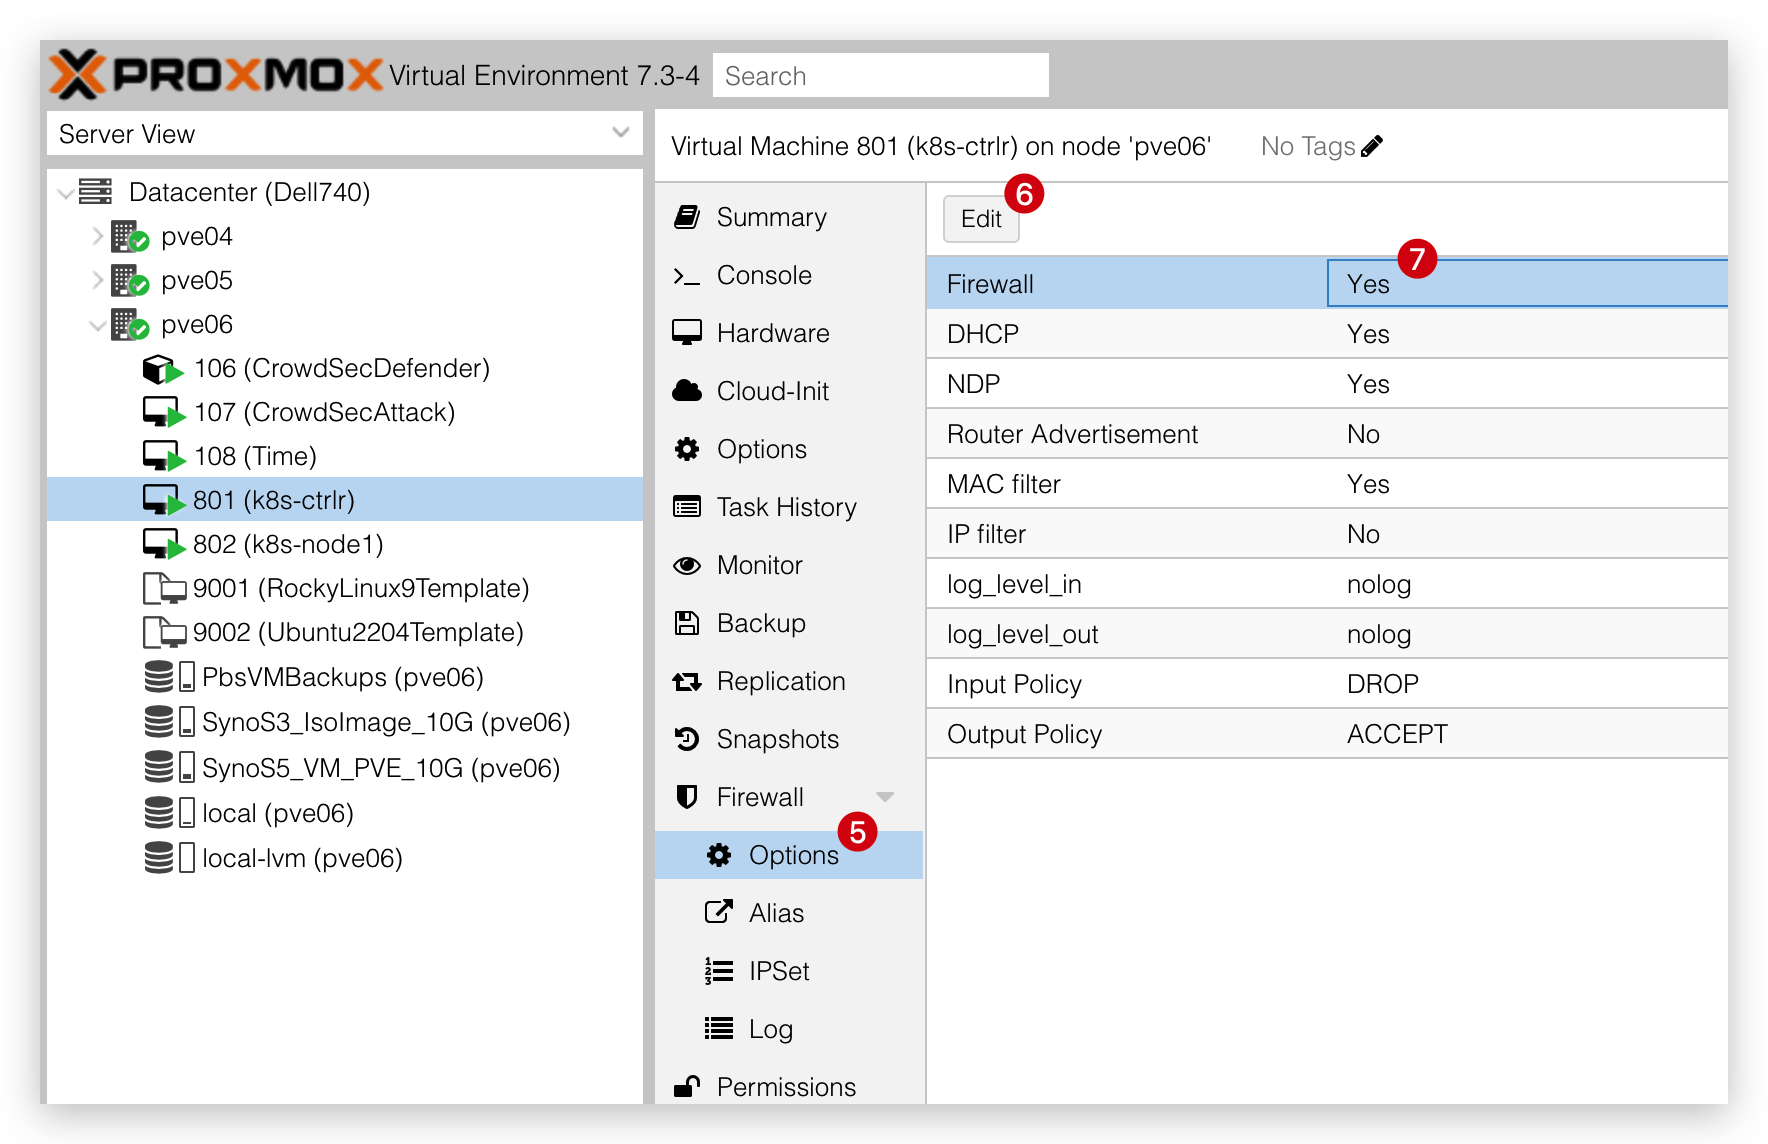 PROXMOX Virtual Environment 7.3-4 Search
Server View
Datacenter (Dell740)
pve04
pve05
pve06
106 (CrowdSecDefender)
107 (CrowdSecAttack)
108 (Time)
801 (k8s-ctrlr)
802 (k8s-node1)
9001 (RockyLinux9Template)
9002 (Ubuntu2204Template)
PbsVMBackups (pve06)
SynoS3_IsoImage_10G (pve06)
SynoS5_VM_PVE_10G (pve06)
local (pve06)
local-lvm (pve06)
Virtual Machine 801 (k8s-ctrlr) on node 'pve06' No Tags
Summary
Console
Hardware
Cloud-Init
Options
Task History
Monitor
Backup
Replication
Snapshots
Firewall
5
Options
Alias
IPSet
Log
Permissions
6
Edit
7
Firewall Yes
DHCP Yes
NDP Yes
Router Advertisement No
MAC filter Yes
IP filter No
log_level_in nolog
log_level_out nolog
Input Policy DROP
Output Policy ACCEPT